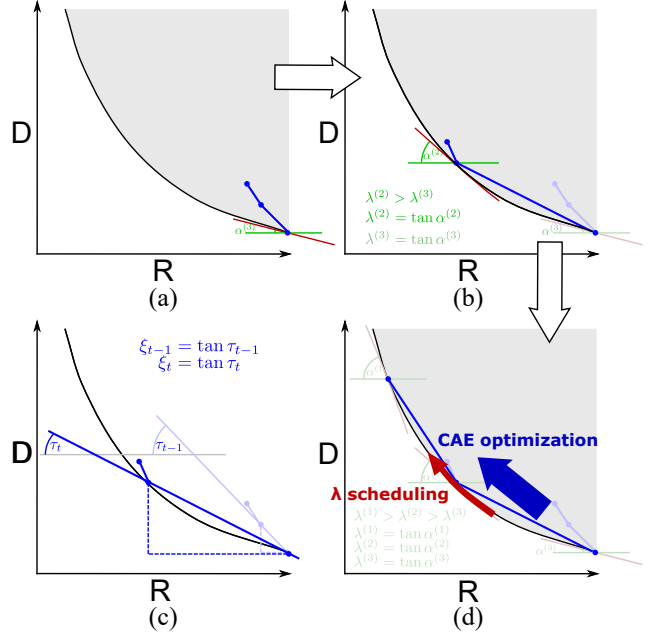 D
α⁽³⁾
R
(a)
D
α⁽²⁾
λ⁽²⁾ > λ⁽³⁾
λ⁽²⁾ = tan α⁽²⁾
λ⁽³⁾ = tan α⁽³⁾
α⁽³⁾
R
(b)
ξₜ₋₁ = tan τₜ₋₁
ξₜ = tan τₜ
τₜ
τₜ₋₁
D
R
(c)
α⁽¹⁾
CAE optimization
D
α⁽²⁾
λ scheduling
λ⁽¹⁾ > λ⁽²⁾ > λ⁽³⁾
λ⁽¹⁾ = tan α⁽¹⁾
λ⁽²⁾ = tan α⁽²⁾
λ⁽³⁾ = tan α⁽³⁾
α⁽³⁾
R
(d)